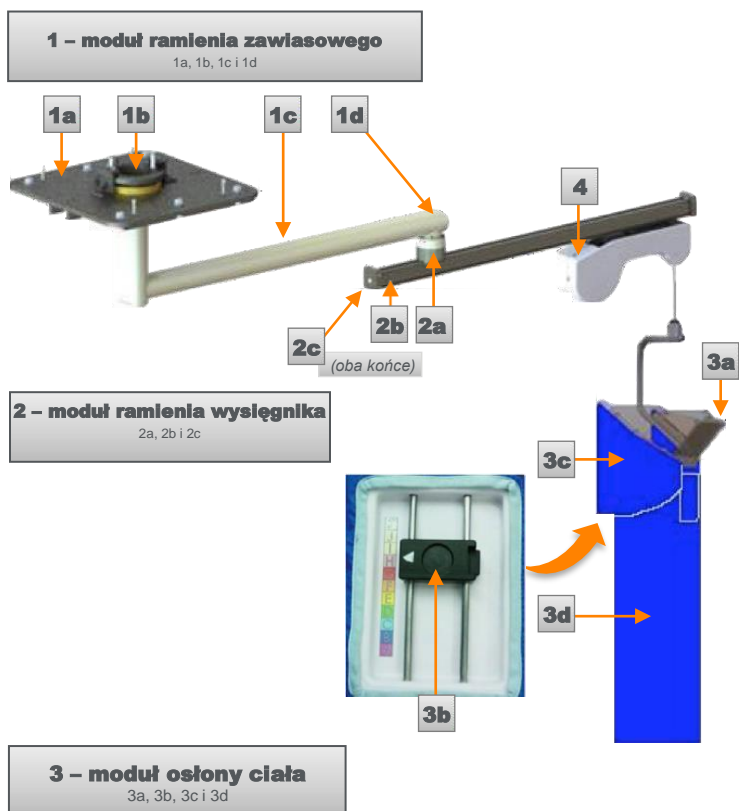 1 – moduł ramienia zawiasowego
1a, 1b, 1c i 1d
1a
1b
1c
1d
4
2c
2b
2a
(oba końce)
3a
2 – moduł ramienia wysięgnika
2a, 2b i 2c
3c
3d
3b
3 – moduł osłony ciała
3a, 3b, 3c i 3d